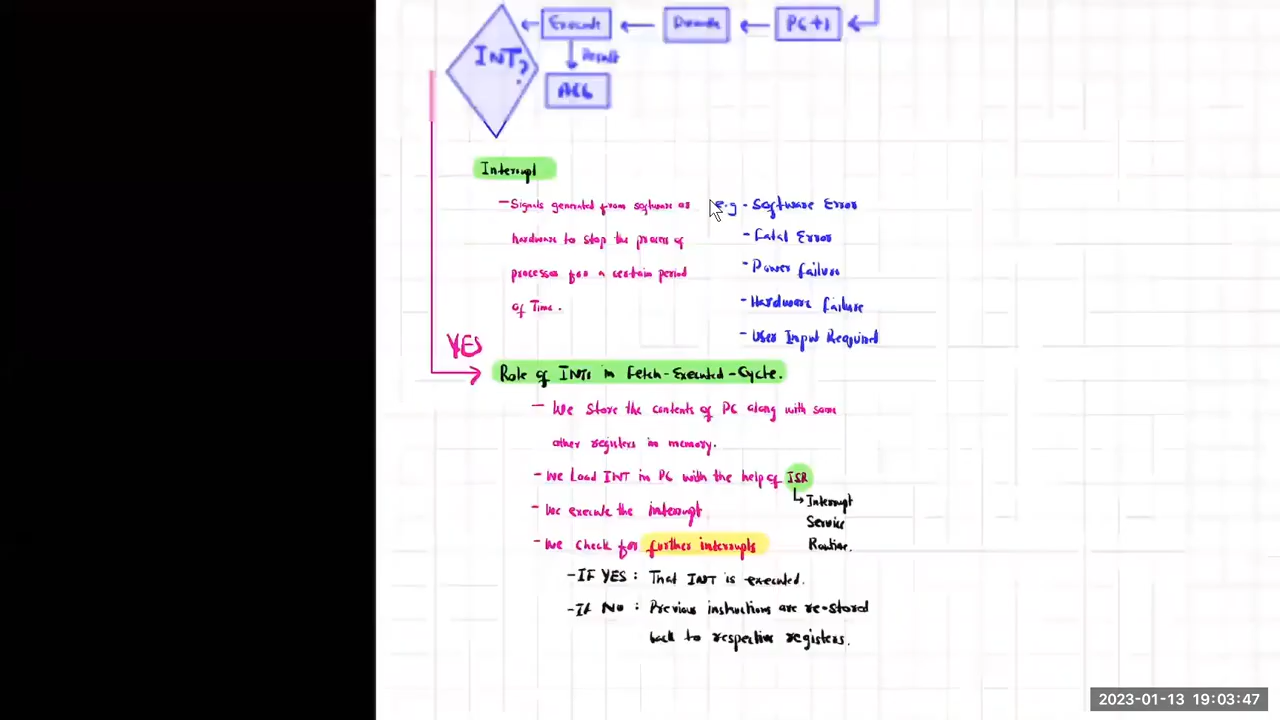 Execute
Decode
PC+1
INT?
Result
ACC
Interrupt
- Signals generated from software or
hardware to stop the process of
processor for a certain period
of Time.
e.g - Software Error
- Fatal Error
- Power failure
- Hardware failure
- User Input Required
YES
Role of INTs in Fetch-Executed-Cycle.
- We store the contents of PC along with some
other registers in memory.
- We Load INT in PC with the help of ISR
Interrupt
Service
Routine.
- We execute the interrupt.
- We check for further interrupts
- IF YES : That INT is executed.
- If No : Previous instructions are re-stored
back to respective registers.
2023-01-13 19:03:47